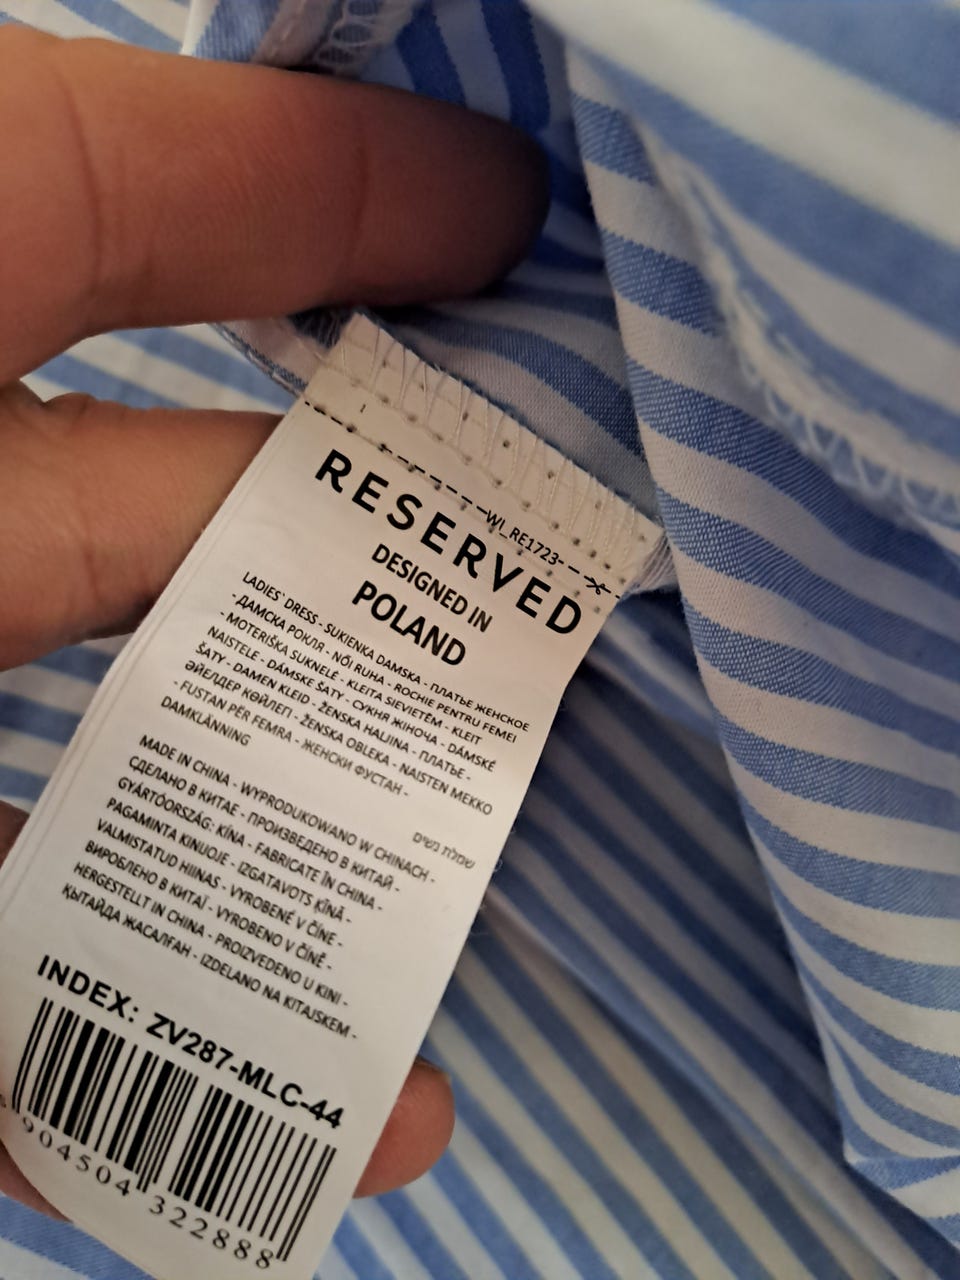 WI_RE1723
RESERVED
DESIGNED IN
POLAND
LADIES' DRESS - SUKIENKA DAMSKA - ПЛАТЬЕ ЖЕНСКОЕ
- ДАМСКА РОКЛЯ - NŐI RUHA - ROCHIE PENTRU FEMEI
- MOTERIŠKA SUKNELĖ - KLEITA SIEVIETĒM - KLEIT
NAISTELE - DÁMSKE ŠATY - СУКНЯ ЖІНОЧА - DÁMSKÉ
ŠATY - DAMEN KLEID - ŽENSKA HALJINA - ПЛАТЬЕ -
ӘЙЕЛДЕР КӨЙЛЕГІ - ŽENSKA OBLEKA - NAISTEN MEKKO
- FUSTAN PËR FEMRA - ЖЕНСКИ ФУСТАН -
DAMKLÄNNING
שמלת נשים
MADE IN CHINA - WYPRODUKOWANO W CHINACH -
СДЕЛАНО В КИТАЕ - ПРОИЗВЕДЕНО В КИТАЙ -
GYÁRTÓORSZÁG: KÍNA - FABRICATE ÎN CHINA -
PAGAMINTA KINIJOJE - IZGATAVOTS ĶĪNĀ -
VALMISTATUD HIINAS - VYROBENÉ V ČÍNE -
ВИРОБЛЕНО В КИТАЇ - VYROBENO V ČÍNĚ -
HERGESTELLT IN CHINA - PROIZVEDENO U KINI -
ҚЫТАЙДА ЖАСАЛҒАН - IZDELANO NA KITAJSKEM -
INDEX: ZV287-MLC-44
5 904504 322888